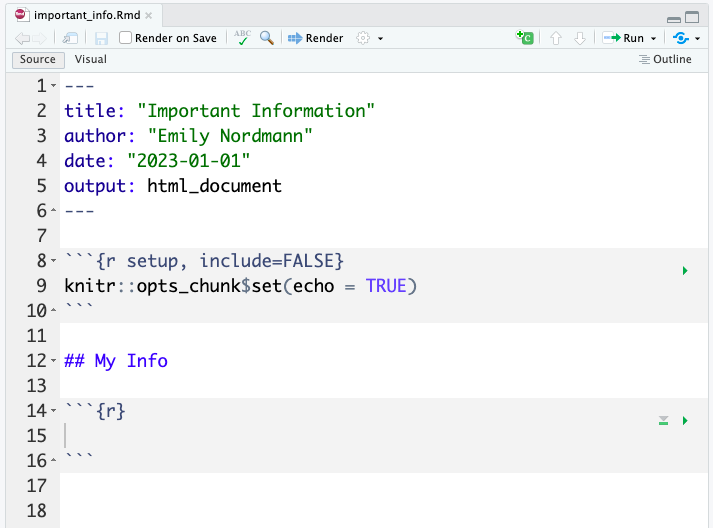 important_info.Rmd
Render on Save ABC Render Run
Source Visual Outline
1 ---
2 title: "Important Information"
3 author: "Emily Nordmann"
4 date: "2023-01-01"
5 output: html_document
6 ---
7
8 ```{r setup, include=FALSE}
9 knitr::opts_chunk$set(echo = TRUE)
10 ```
11
12 ## My Info
13
14 ```{r}
15
16 ```
17
18